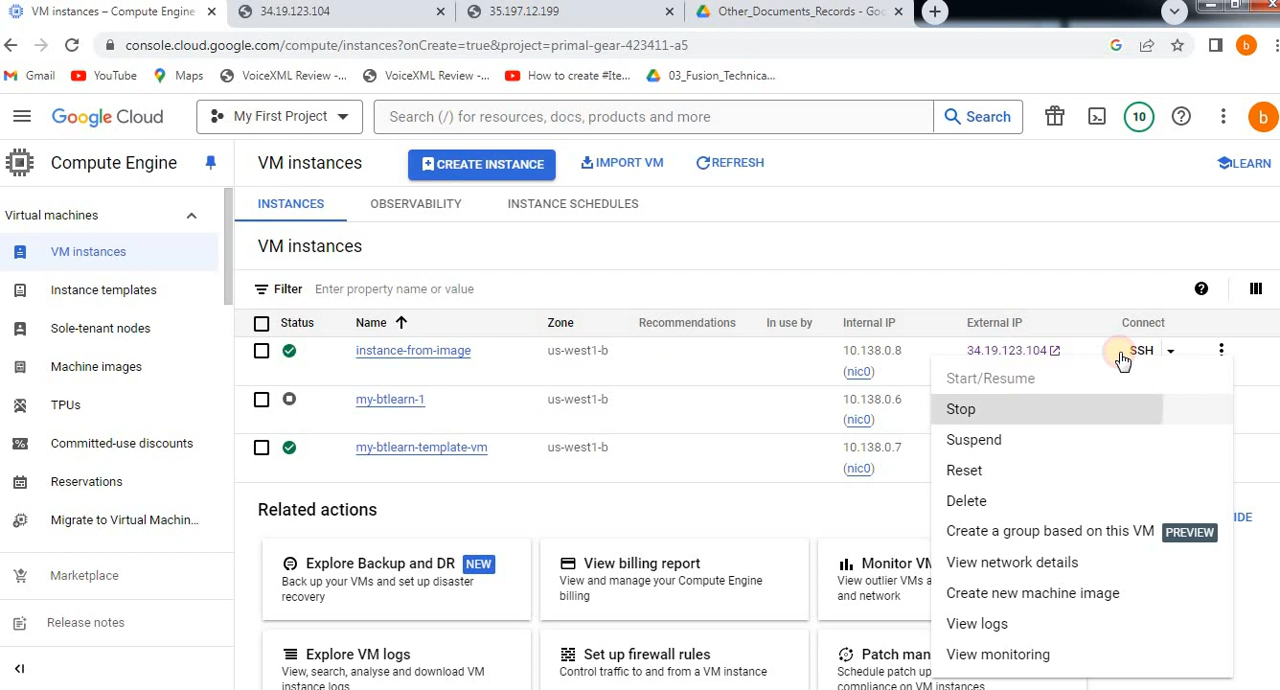 VM instances – Compute Engine
34.19.123.104
35.197.12.199
Other_Documents_Records - Goo
console.cloud.google.com/compute/instances?onCreate=true&project=primal-gear-423411-a5
b
Gmail
YouTube
Maps
VoiceXML Review -...
VoiceXML Review -...
How to create #Ite...
03_Fusion_Technica...
Google Cloud
My First Project
Search (/) for resources, docs, products and more
Search
10
b
Compute Engine
VM instances
CREATE INSTANCE
IMPORT VM
REFRESH
LEARN
Virtual machines
INSTANCES
OBSERVABILITY
INSTANCE SCHEDULES
VM instances
Instance templates
Sole-tenant nodes
Machine images
TPUs
Committed-use discounts
Reservations
Migrate to Virtual Machin...
Marketplace
Release notes
VM instances
Filter
Enter property name or value
Status
Name
Zone
Recommendations
In use by
Internal IP
External IP
Connect
instance-from-image
us-west1-b
10.138.0.8
(nic0)
34.19.123.104
SSH
my-btlearn-1
us-west1-b
10.138.0.6
(nic0)
my-btlearn-template-vm
us-west1-b
10.138.0.7
(nic0)
Start/Resume
Stop
Suspend
Reset
Delete
Create a group based on this VM PREVIEW
View network details
Create new machine image
View logs
View monitoring
Related actions
IDE
Explore Backup and DR NEW
Back up your VMs and set up disaster
recovery
View billing report
View and manage your Compute Engine
billing
Monitor VM
View outlier VMs a
and network
Explore VM logs
View, search, analyse and download VM
instance logs
Set up firewall rules
Control traffic to and from a VM instance
Patch man
Schedule patch up
compliance on VM instances